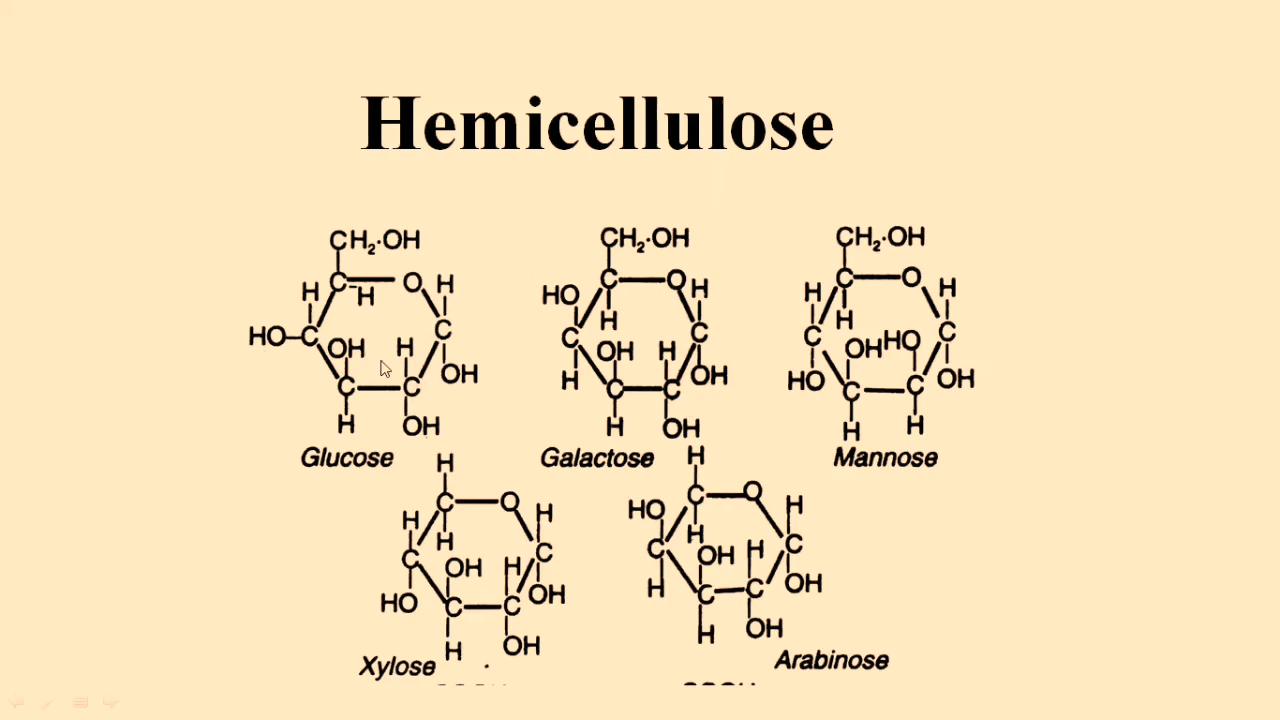 Hemicellulose
CH₂·OH CH₂·OH CH₂·OH
C O H C O H C O H
H H HO H
HO C C C H C H C C
OH H OH H OH HO
C C OH H C C OH HO C C OH
H OH H OH H H
Glucose Galactose Mannose
H H
C O H C O H
H H HO H
C OH H C C OH H C
HO C C OH H C C OH
H OH H OH
Xylose Arabinose